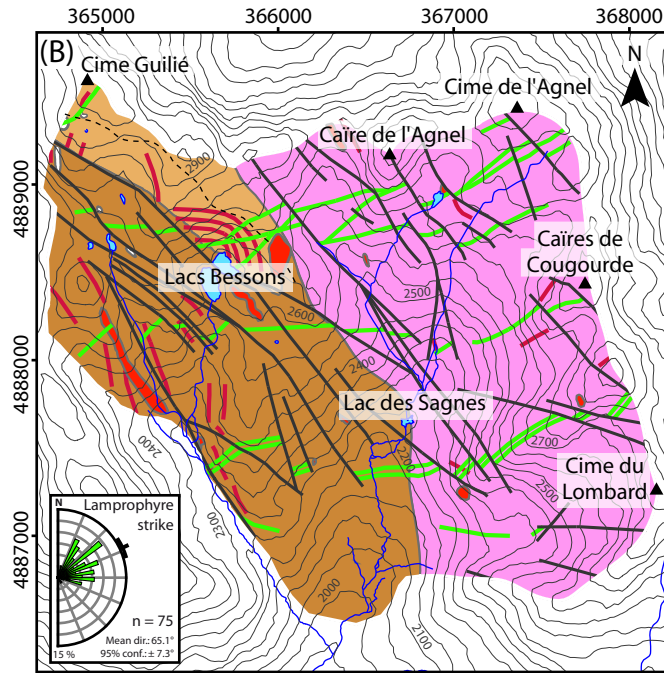 365000 366000 367000 368000
(B)
Cime Guilié
Cime de l'Agnel
N
Caïre de l'Agnel
2900
4889000
Caïres de
Cougourde
Lacs Bessons
2500
2600
4888000
2400
Lac des Sagnes
2400
2200
2700
2500
Cime du
Lombard
2300
4887000
2000
2100
N
Lamprophyre
strike
n = 75
Mean dir.: 65.1°
95% conf.: ± 7.3°
15 %